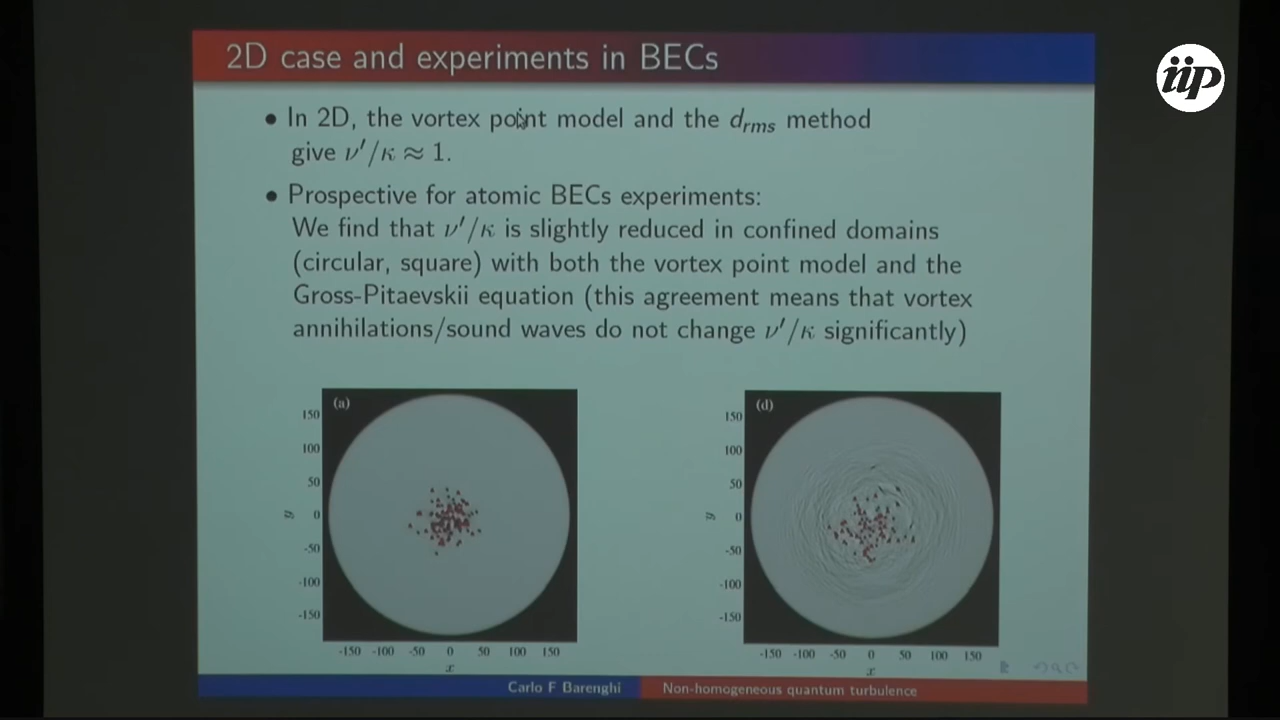 2D case and experiments in BECs
iip
• In 2D, the vortex point model and the d_rms method
give ν′/κ ≈ 1.
• Prospective for atomic BECs experiments:
We find that ν′/κ is slightly reduced in confined domains
(circular, square) with both the vortex point model and the
Gross-Pitaevskii equation (this agreement means that vortex
annihilations/sound waves do not change ν′/κ significantly)
(a)
150
100
50
0
-50
-100
-150
y
-150 -100 -50 0 50 100 150
x
(d)
150
100
50
0
-50
-100
-150
y
-150 -100 -50 0 50 100 150
x
Carlo F Barenghi
Non-homogeneous quantum turbulence